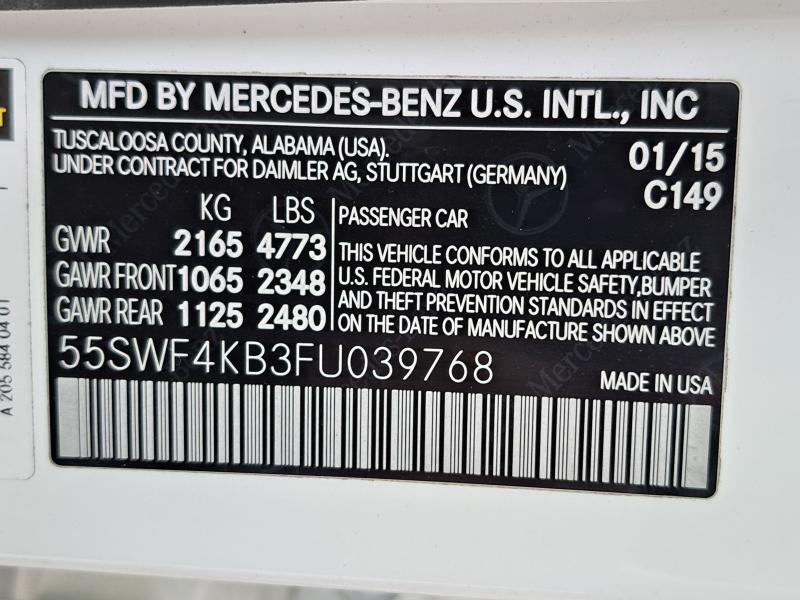 MFD BY MERCEDES-BENZ U.S. INTL., INC
TUSCALOOSA COUNTY, ALABAMA (USA).
UNDER CONTRACT FOR DAIMLER AG, STUTTGART (GERMANY)
01/15
C149
KG LBS
GVWR 2165 4773
GAWR FRONT 1065 2348
GAWR REAR 1125 2480
PASSENGER CAR
THIS VEHICLE CONFORMS TO ALL APPLICABLE
U.S. FEDERAL MOTOR VEHICLE SAFETY,BUMPER
AND THEFT PREVENTION STANDARDS IN EFFECT
ON THE DATE OF MANUFACTURE SHOWN ABOVE
55SWF4KB3FU039768
MADE IN USA
A 205 584 04 01